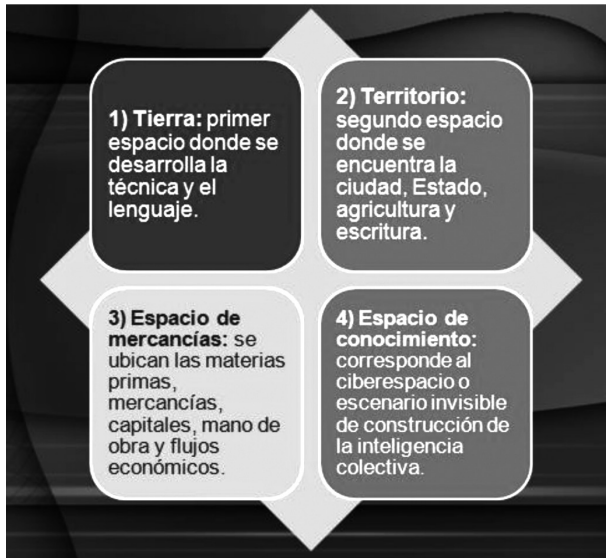 1) Tierra: primer
espacio donde se
desarrolla la
técnica y el
lenguaje.
2) Territorio:
segundo espacio
donde se
encuentra la
ciudad, Estado,
agricultura y
escritura.
3) Espacio de
mercancías: se
ubican las materias
primas,
mercancías,
capitales, mano de
obra y flujos
económicos.
4) Espacio de
conocimiento:
corresponde al
ciberespacio o
escenario invisible
de construcción de
la inteligencia
colectiva.